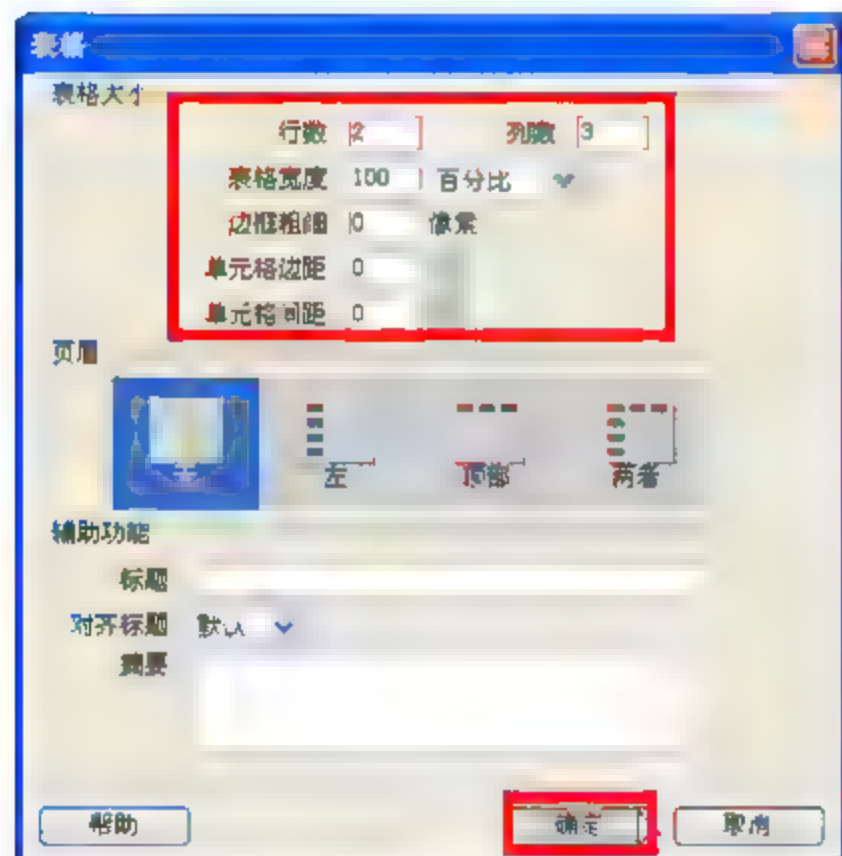 表格
表格大小
行数 2 列数 3
表格宽度 100 百分比
边框粗细 0 像素
单元格边距 0
单元格间距 0
页眉
左 顶部 两者
辅助功能
标题
对齐标题 默认
摘要
帮助 确定 取消